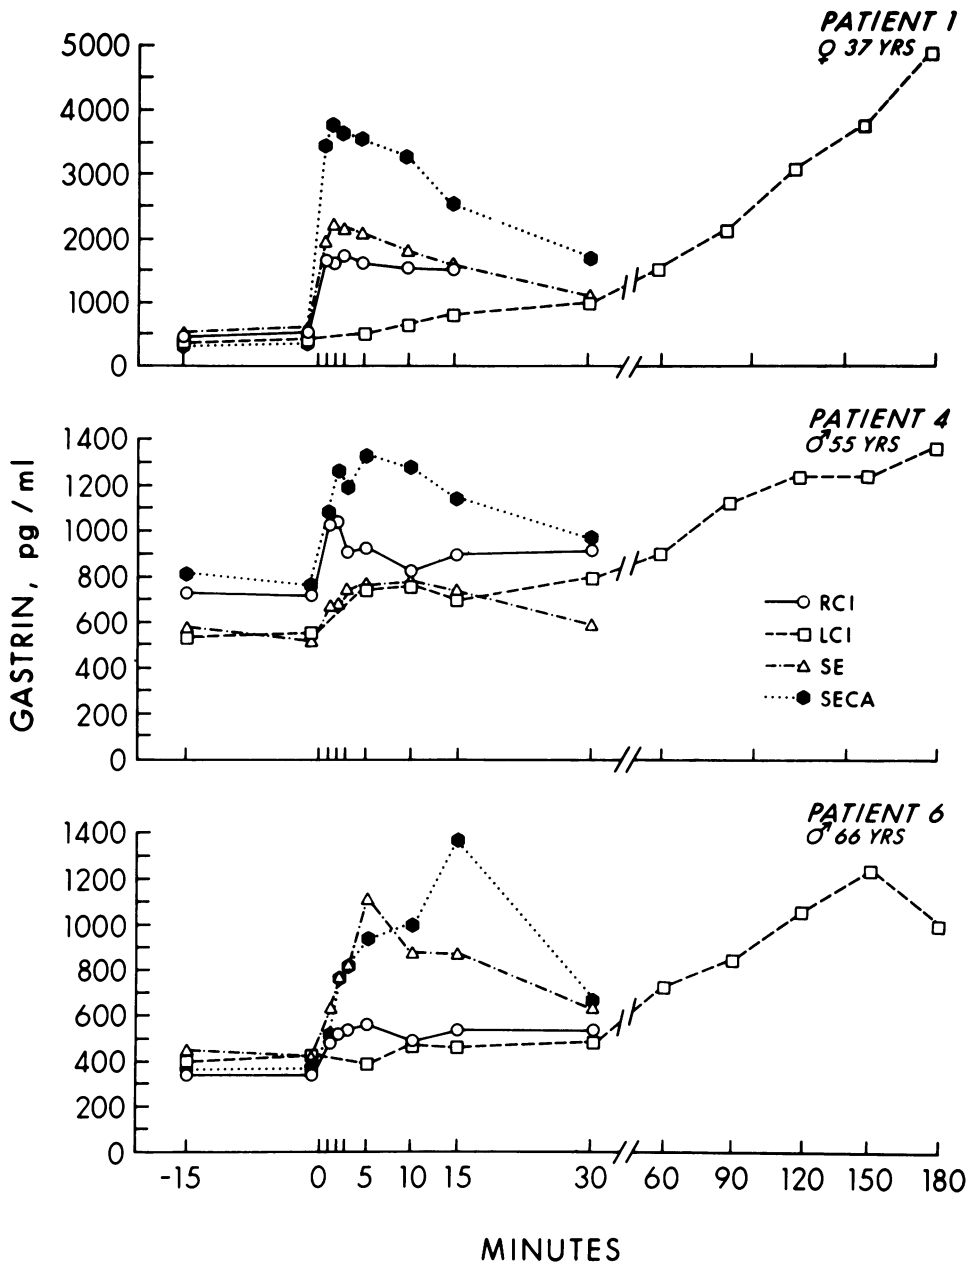 PATIENT 1
♀ 37 YRS
5000
4000
3000
2000
1000
0
PATIENT 4
♂ 55 YRS
1400
1200
1000
800
600
400
200
0
RCI
LCI
SE
SECA
GASTRIN, pg/ml
PATIENT 6
♂ 66 YRS
1400
1200
1000
800
600
400
200
0
-15 0 5 10 15 30 60 90 120 150 180
MINUTES